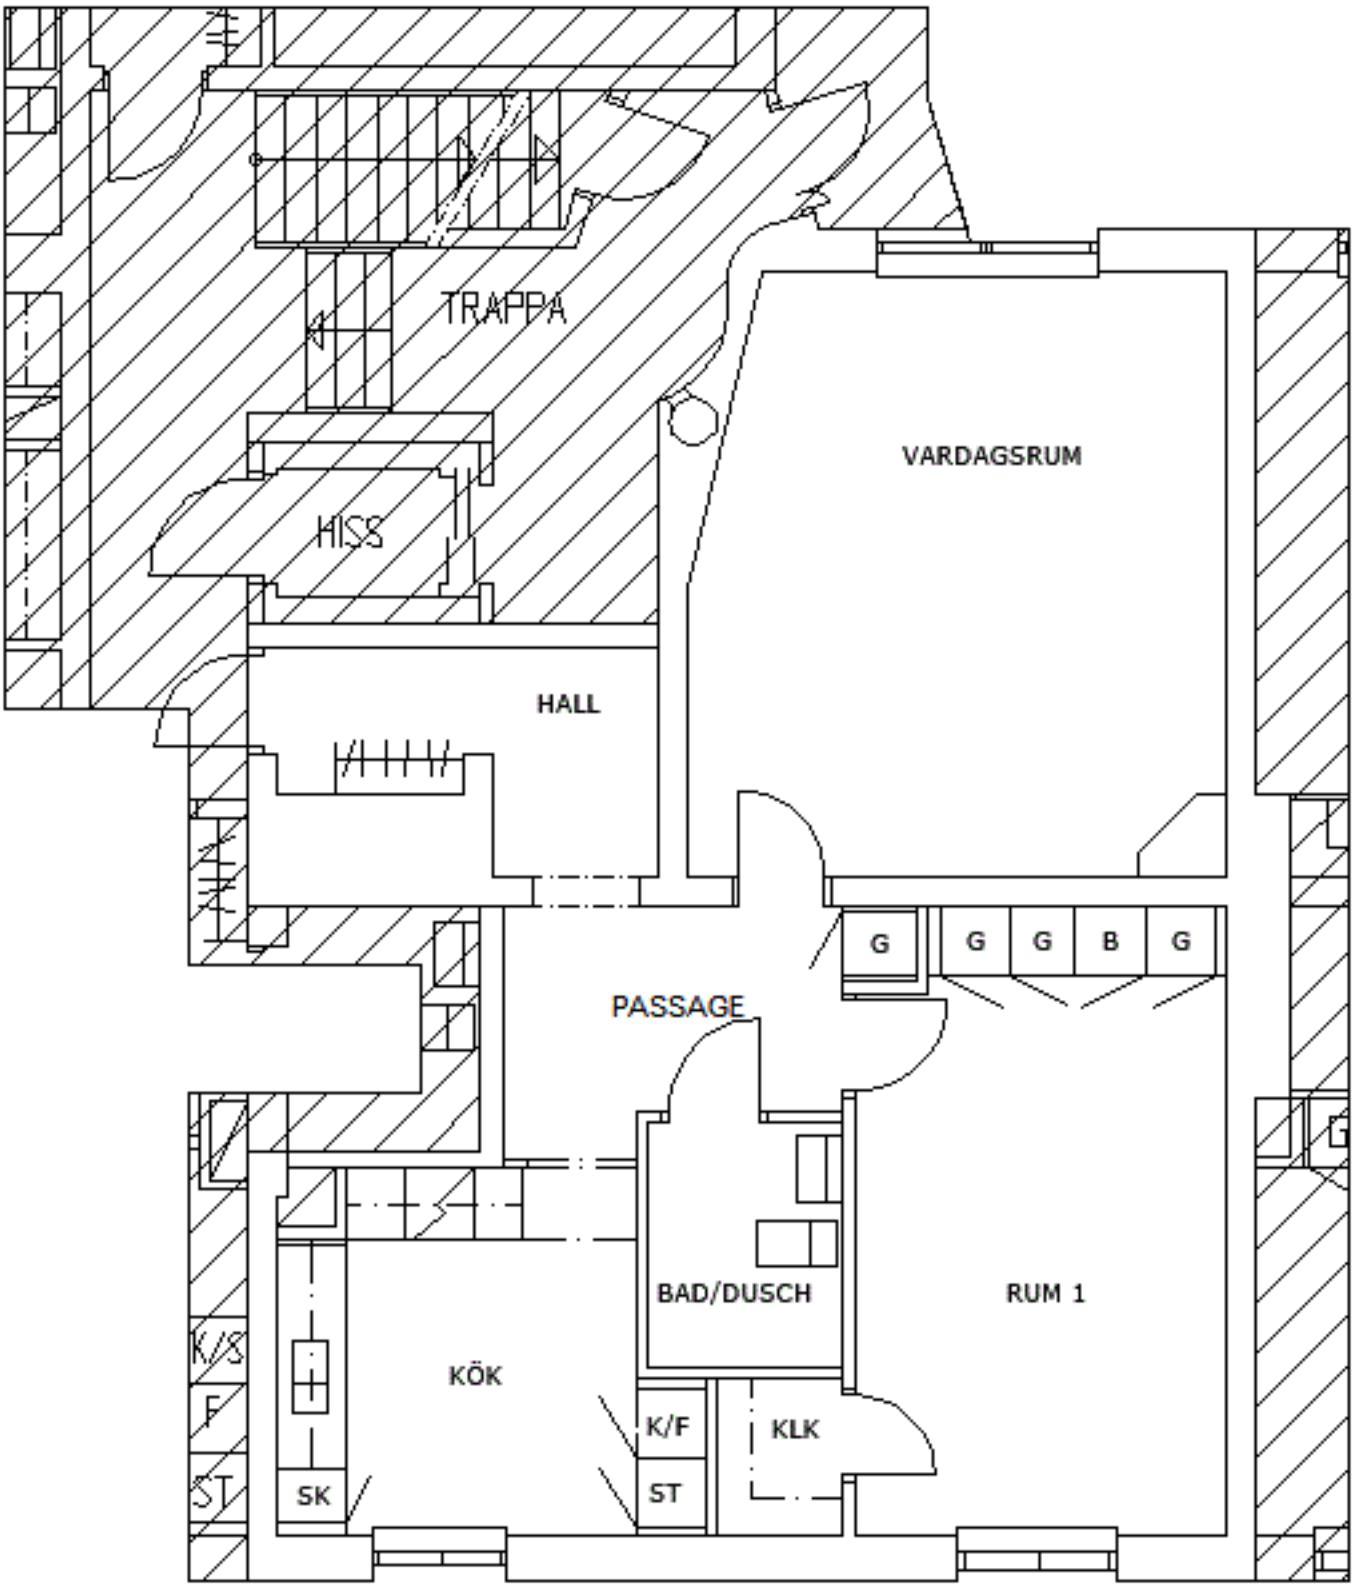 TRAPPA
VARDAGSRUM
HISS
HALL
G
G
G
B
G
PASSAGE
G
BAD/DUSCH
RUM 1
K/S
KÖK
F
K/F
KLK
ST
SK
ST